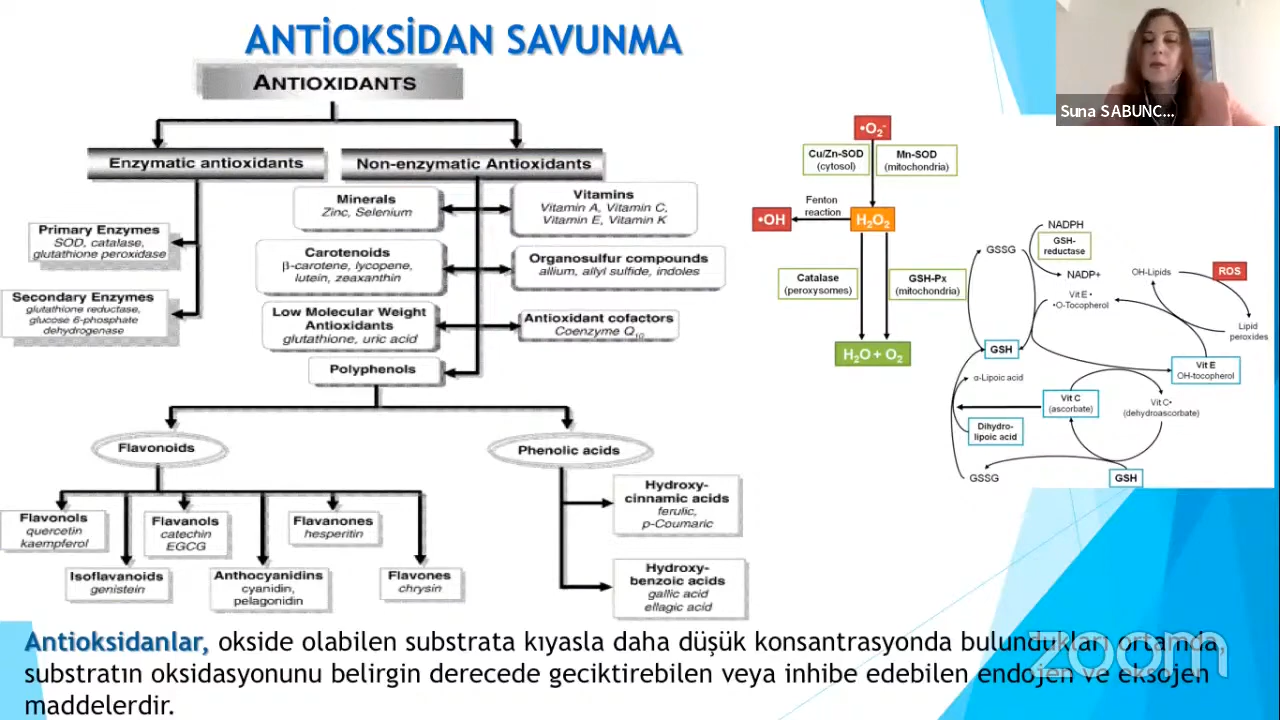 ANTİOKSİDAN SAVUNMA
Suna SABUNC...
ANTIOXIDANTS
Enzymatic antioxidants
Non-enzymatic Antioxidants
Primary Enzymes
SOD, catalase,
glutathione peroxidase
Secondary Enzymes
glutathione reductase,
glucose 6-phosphate
dehydrogenase
Minerals
Zinc, Selenium
Vitamins
Vitamin A, Vitamin C,
Vitamin E, Vitamin K
Carotenoids
β-carotene, lycopene,
lutein, zeaxanthin
Organosulfur compounds
allium, allyl sulfide, indoles
Low Molecular Weight
Antioxidants
glutathione, uric acid
Antioxidant cofactors
Coenzyme Q10
Polyphenols
Flavonoids
Phenolic acids
Flavonols
quercetin
kaempferol
Flavanols
catechin
EGCG
Flavanones
hesperitin
Isoflavanoids
genistein
Anthocyanidins
cyanidin,
pelagonidin
Flavones
chrysin
Hydroxy-
cinnamic acids
ferulic,
p-Coumaric
Hydroxy-
benzoic acids
gallic acid
ellagic acid
•O2-
Cu/Zn-SOD
(cytosol)
Mn-SOD
(mitochondria)
Fenton
reaction
•OH
H2O2
Catalase
(peroxysomes)
GSH-Px
(mitochondria)
H2O + O2
NADPH
GSH-
reductase
GSSG
NADP+
OH-Lipids
ROS
Vit E •
•O-Tocopherol
Lipid
peroxides
GSH
Vit E
OH-tocopherol
α-Lipoic acid
Vit C
(ascorbate)
Vit C•
(dehydroascorbate)
Dihydro-
lipoic acid
GSSG
GSH
Antioksidanlar, okside olabilen substrata kıyasla daha düşük konsantrasyonda bulundukları ortamda,
substratın oksidasyonunu belirgin derecede geciktirebilen veya inhibe edebilen endojen ve eksojen
maddelerdir.
zoom